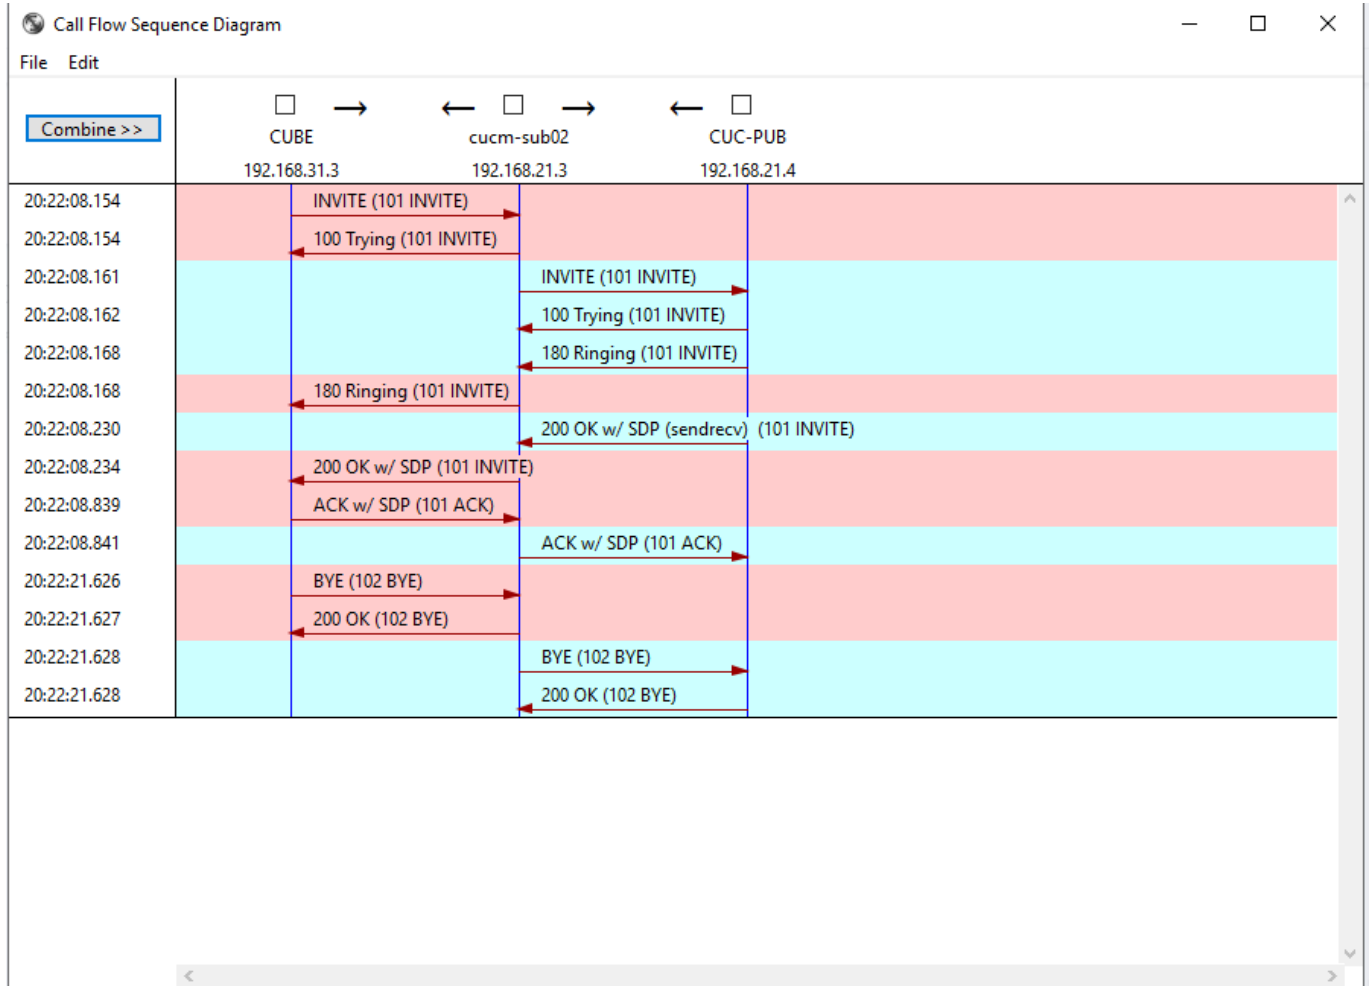 Call Flow Sequence Diagram
File Edit
Combine >>
CUBE cucm-sub02 CUC-PUB
192.168.31.3 192.168.21.3 192.168.21.4
20:22:08.154 INVITE (101 INVITE)
20:22:08.154 100 Trying (101 INVITE)
20:22:08.161 INVITE (101 INVITE)
20:22:08.162 100 Trying (101 INVITE)
20:22:08.168 180 Ringing (101 INVITE)
20:22:08.168 180 Ringing (101 INVITE)
20:22:08.230 200 OK w/ SDP (sendrecv) (101 INVITE)
20:22:08.234 200 OK w/ SDP (101 INVITE)
20:22:08.839 ACK w/ SDP (101 ACK)
20:22:08.841 ACK w/ SDP (101 ACK)
20:22:21.626 BYE (102 BYE)
20:22:21.627 200 OK (102 BYE)
20:22:21.628 BYE (102 BYE)
20:22:21.628 200 OK (102 BYE)